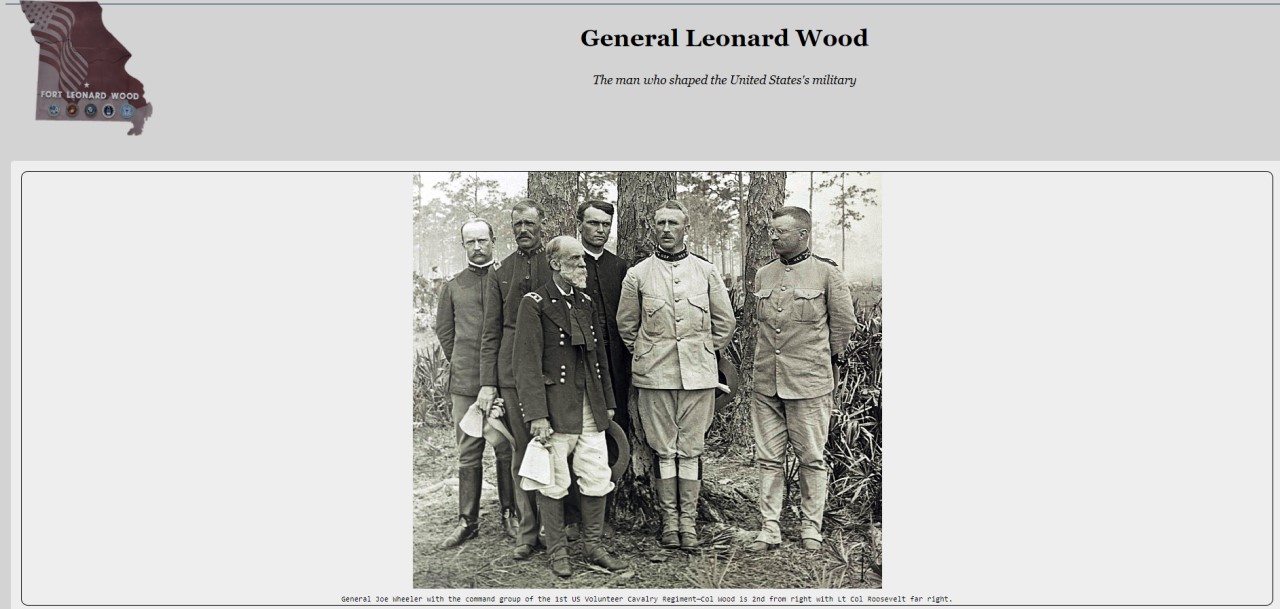 FORT LEONARD WOOD
General Leonard Wood
The man who shaped the United States's military
General Joe Wheeler with the command group of the 1st US Volunteer Cavalry Regiment—Col Wood is 2nd from right with Lt Col Roosevelt far right.